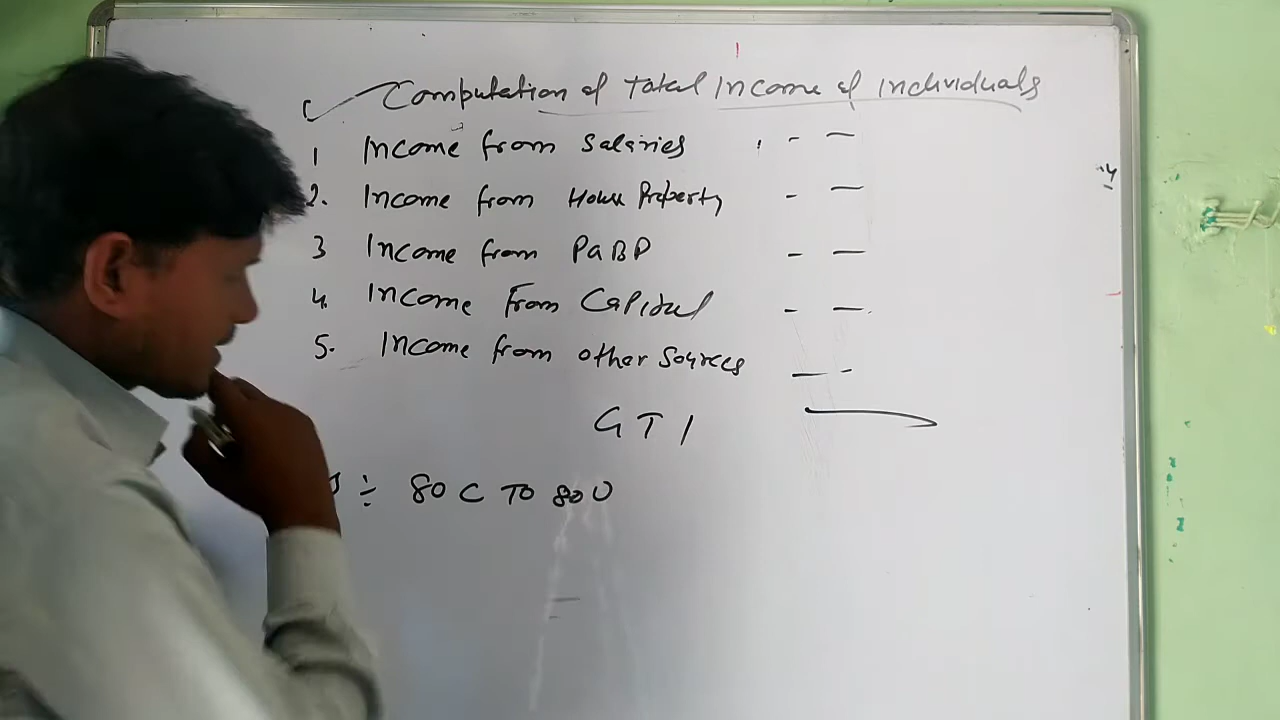 Computation of Total Income of individuals
1 Income from Salaries - -
2. Income from House Property - -
3 Income from PGBP - -
4. Income From Capital - -
5. Income from other Sources - -
GTI
÷ 80 C TO 80 U